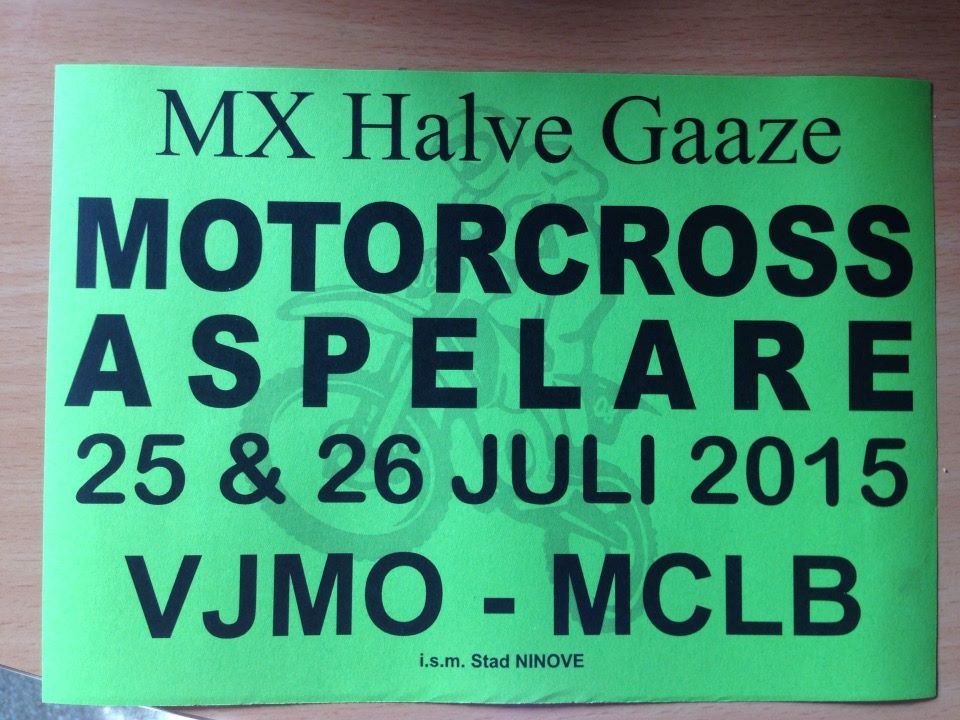 MX Halve Gaaze
MOTORCROSS
ASPELARE
25 & 26 JULI 2015
VJMO - MCLB
i.s.m. Stad NINOVE